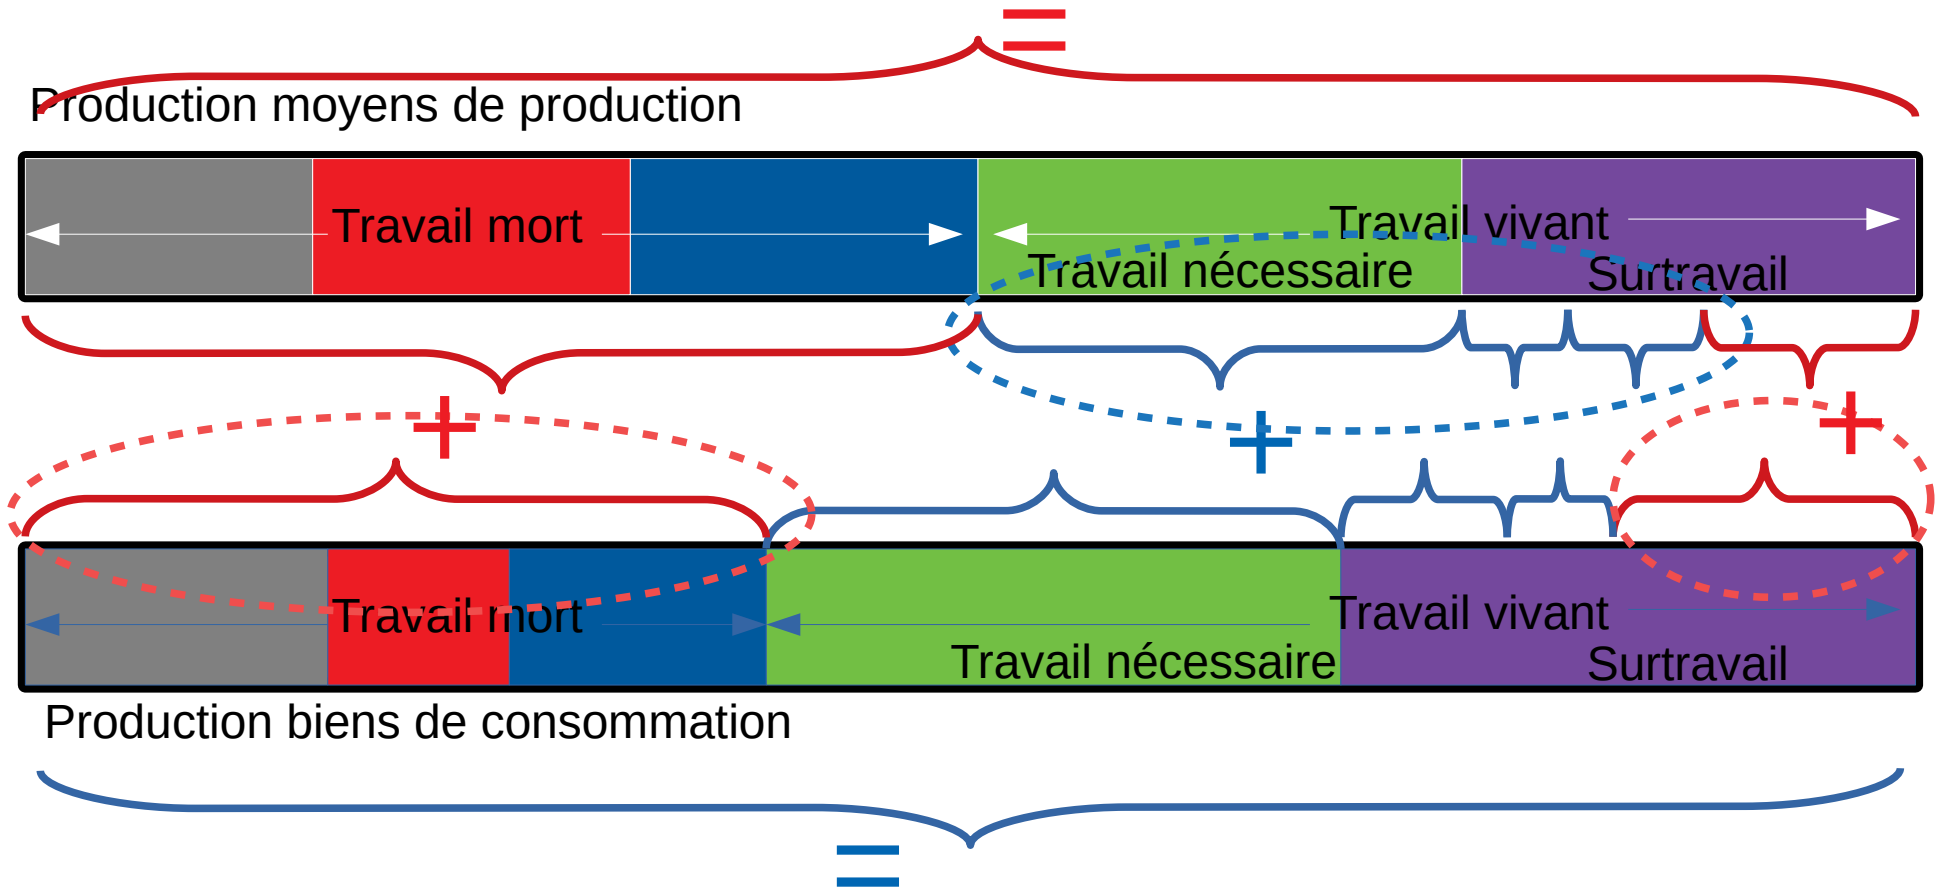 =
Production moyens de production
Travail mort
Travail vivant
Travail nécessaire
Surtravail
+
+
+
Travail mort
Travail vivant
Travail nécessaire
Surtravail
Production biens de consommation
=